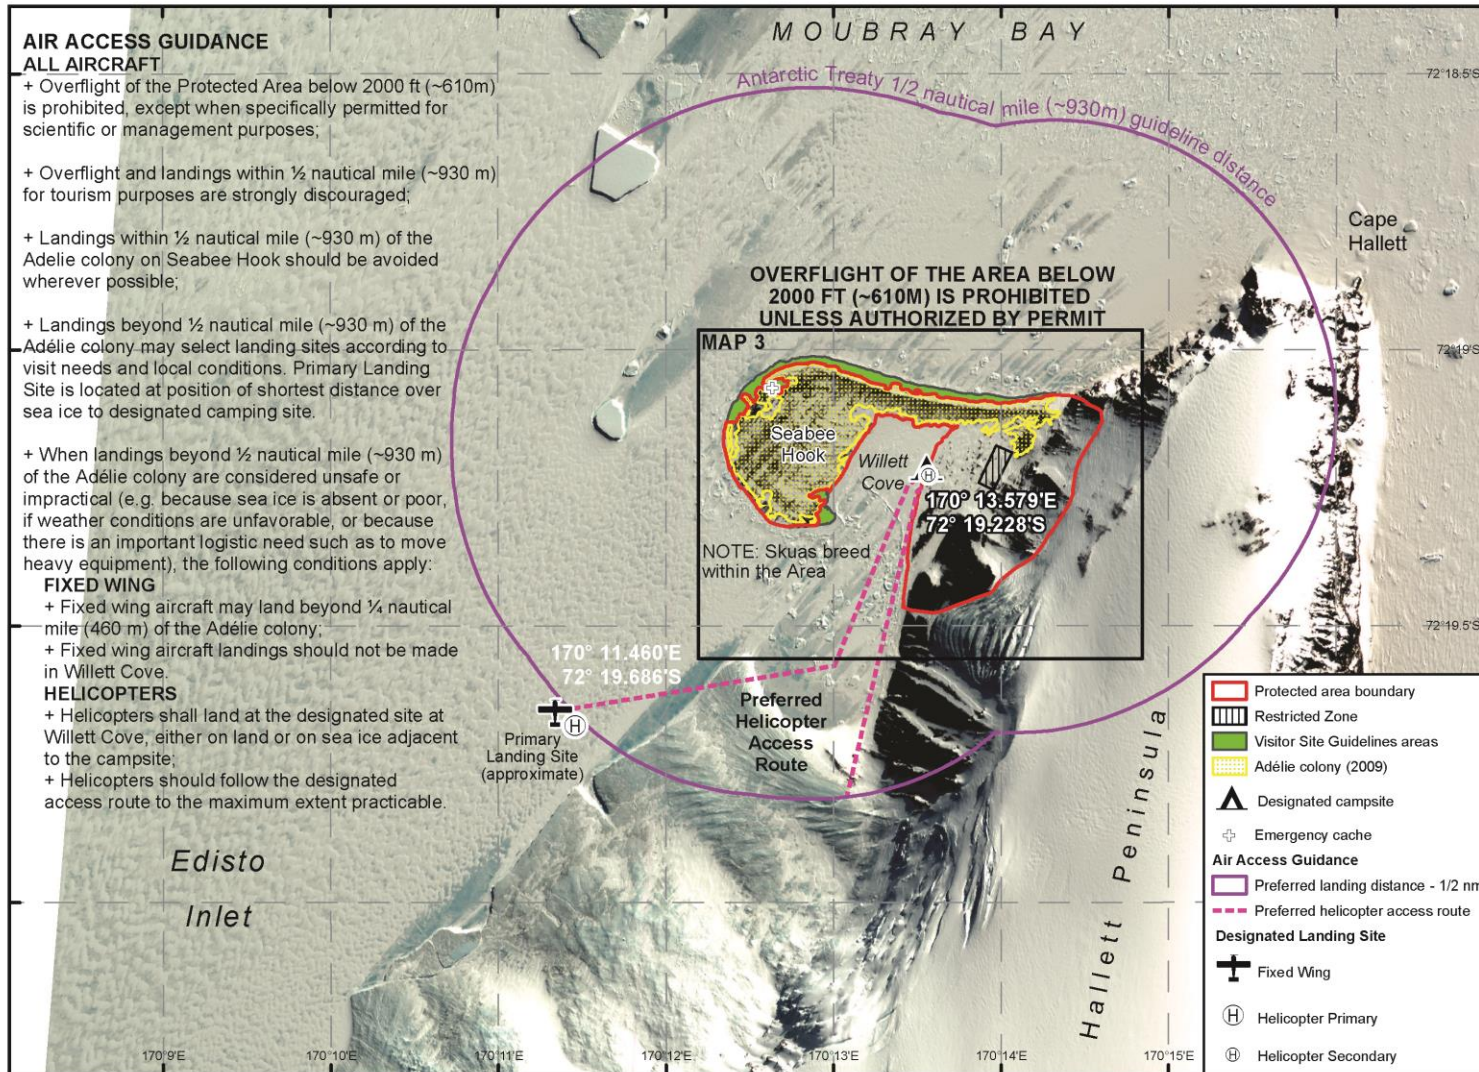 AIR ACCESS GUIDANCE
ALL AIRCRAFT
+ Overflight of the Protected Area below 2000 ft (~610m)
is prohibited, except when specifically permitted for
scientific or management purposes;
+ Overflight and landings within ½ nautical mile (~930 m)
for tourism purposes are strongly discouraged;
+ Landings within ½ nautical mile (~930 m) of the
Adelie colony on Seabee Hook should be avoided
wherever possible;
+ Landings beyond ½ nautical mile (~930 m) of the
Adélie colony may select landing sites according to
visit needs and local conditions. Primary Landing
Site is located at position of shortest distance over
sea ice to designated camping site.
+ When landings beyond ½ nautical mile (~930 m)
of the Adélie colony are considered unsafe or
impractical (e.g. because sea ice is absent or poor,
if weather conditions are unfavorable, or because
there is an important logistic need such as to move
heavy equipment), the following conditions apply:
FIXED WING
+ Fixed wing aircraft may land beyond ¼ nautical
mile (460 m) of the Adélie colony;
+ Fixed wing aircraft landings should not be made
in Willett Cove.
HELICOPTERS
+ Helicopters shall land at the designated site at
Willett Cove, either on land or on sea ice adjacent
to the campsite;
+ Helicopters should follow the designated
access route to the maximum extent practicable.
MOUBRAY BAY
Antarctic Treaty 1/2 nautical mile (~930m) guideline distance
72°18.5'S
Cape
Hallett
OVERFLIGHT OF THE AREA BELOW
2000 FT (~610M) IS PROHIBITED
UNLESS AUTHORIZED BY PERMIT
MAP 3
72°19'S
Seabee
Hook
Willett
Cove
H
170° 13.579'E
72° 19.228'S
NOTE: Skuas breed
within the Area
72°19.5'S
170° 11.460'E
72° 19.686'S
H
Primary
Landing Site
(approximate)
Preferred
Helicopter
Access
Route
Edisto
Inlet
Hallett Peninsula
Protected area boundary
Restricted Zone
Visitor Site Guidelines areas
Adélie colony (2009)
Designated campsite
Emergency cache
Air Access Guidance
Preferred landing distance - 1/2 nm
Preferred helicopter access route
Designated Landing Site
Fixed Wing
H Helicopter Primary
H Helicopter Secondary
170°9'E
170°10'E
170°11'E
170°12'E
170°13'E
170°14'E
170°15'E